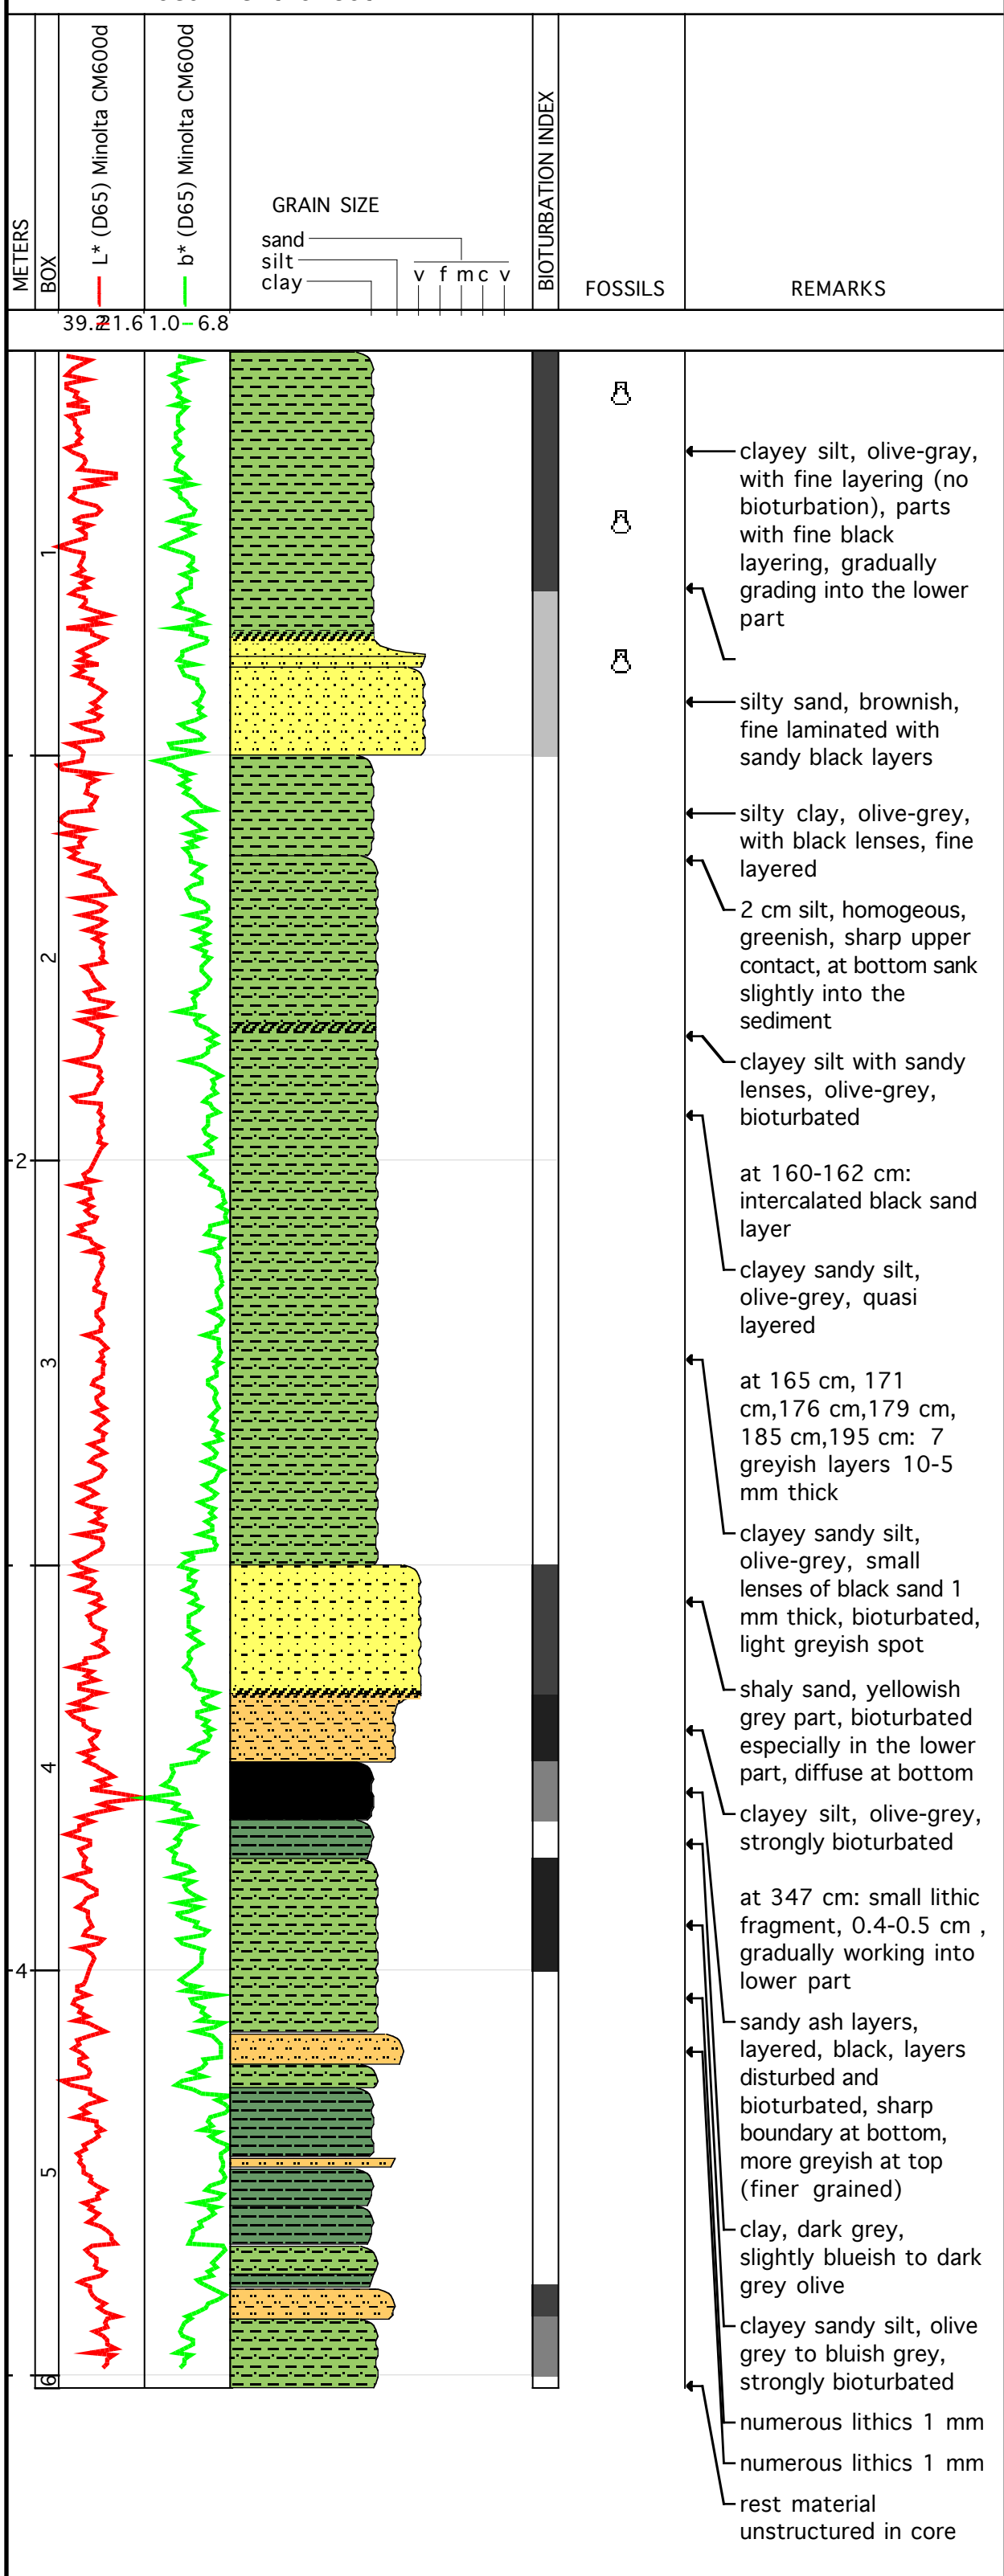 METERS
BOX
L* (D65) Minolta CM600d
b* (D65) Minolta CM600d
GRAIN SIZE
sand
silt
clay
v f m c v
BIOTURBATION INDEX
FOSSILS
REMARKS
39.2 21.6 1.0 6.8
clayey silt, olive-gray,
with fine layering (no
bioturbation), parts
with fine black
layering, gradually
grading into the lower
part
silty sand, brownish,
fine laminated with
sandy black layers
silty clay, olive-grey,
with black lenses, fine
layered
2 cm silt, homogeous,
greenish, sharp upper
contact, at bottom sank
slightly into the
sediment
clayey silt with sandy
lenses, olive-grey,
bioturbated
at 160-162 cm:
intercalated black sand
layer
clayey sandy silt,
olive-grey, quasi
layered
at 165 cm, 171
cm,176 cm,179 cm,
185 cm,195 cm: 7
greyish layers 10-5
mm thick
clayey sandy silt,
olive-grey, small
lenses of black sand 1
mm thick, bioturbated,
light greyish spot
shaly sand, yellowish
grey part, bioturbated
especially in the lower
part, diffuse at bottom
clayey silt, olive-grey,
strongly bioturbated
at 347 cm: small lithic
fragment, 0.4-0.5 cm ,
gradually working into
lower part
sandy ash layers,
layered, black, layers
disturbed and
bioturbated, sharp
boundary at bottom,
more greyish at top
(finer grained)
clay, dark grey,
slightly blueish to dark
grey olive
clayey sandy silt, olive
grey to bluish grey,
strongly bioturbated
numerous lithics 1 mm
numerous lithics 1 mm
rest material
unstructured in core
1
2
2
3
4
4
5
6